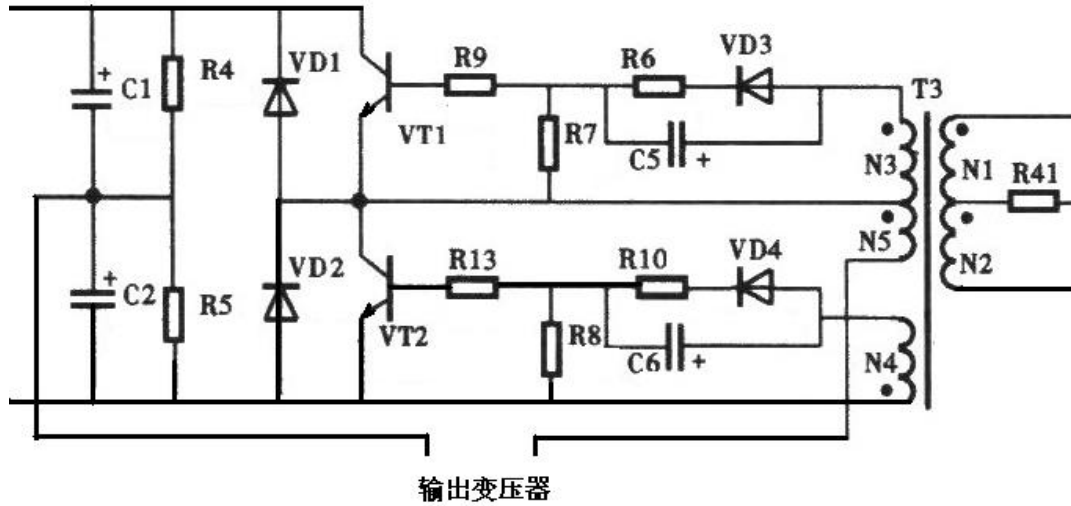 VD3
R9
R6
T3
+
C1
R4
VD1
R7
VT1
C5
+
N3
N1
R41
N5
VD4
R13
R10
N2
VD2
+
C2
R5
R8
VT2
C6
+
N4
输出变压器